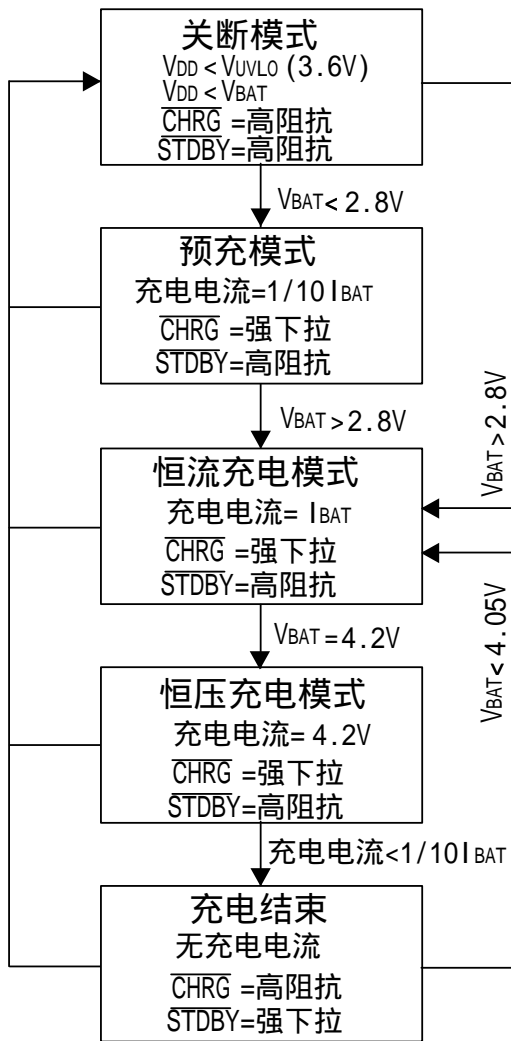 关断模式
VDD < VUVLO (3.6V)
VDD < VBAT
CHRG =高阻抗
STDBY=高阻抗
VBAT < 2.8V
预充模式
充电电流=1/10 IBAT
CHRG =强下拉
STDBY=高阻抗
VBAT >2.8V
VBAT >2.8V
恒流充电模式
充电电流= IBAT
CHRG =强下拉
STDBY=高阻抗
VBAT =4.2V
VBAT < 4.05V
恒压充电模式
充电电流= 4.2V
CHRG =强下拉
STDBY=高阻抗
充电电流<1/10IBAT
充电结束
无充电电流
CHRG =高阻抗
STDBY=强下拉